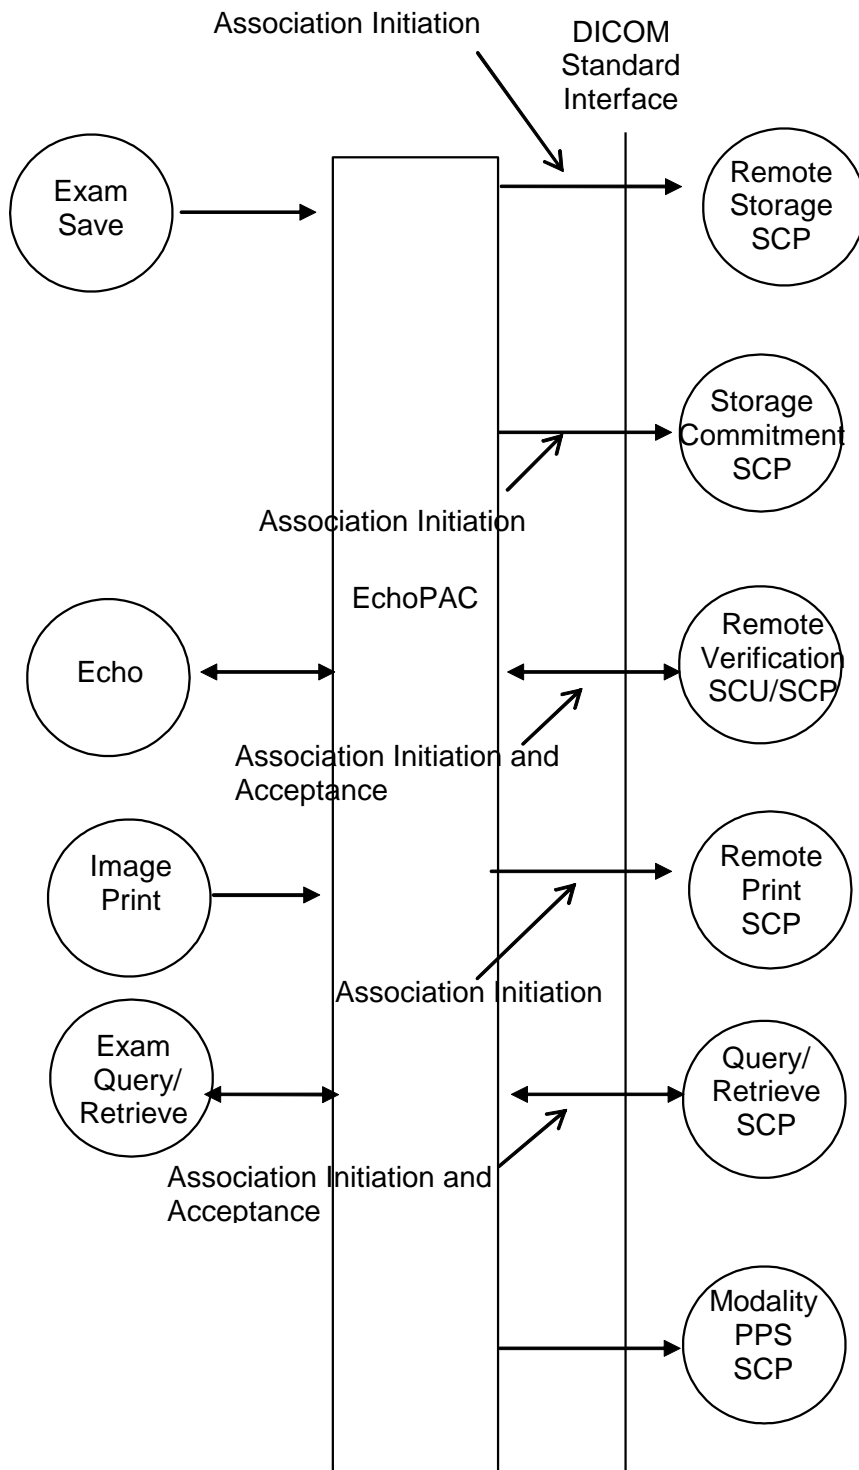 Association Initiation
DICOM
Standard
Interface
Exam
Save
Remote
Storage
SCP
Storage
Commitment
SCP
Association Initiation
EchoPAC
Echo
Remote
Verification
SCU/SCP
Association Initiation and
Acceptance
Image
Print
Remote
Print
SCP
Association Initiation
Exam
Query/
Retrieve
Query/
Retrieve
SCP
Association Initiation and
Acceptance
Modality
PPS
SCP